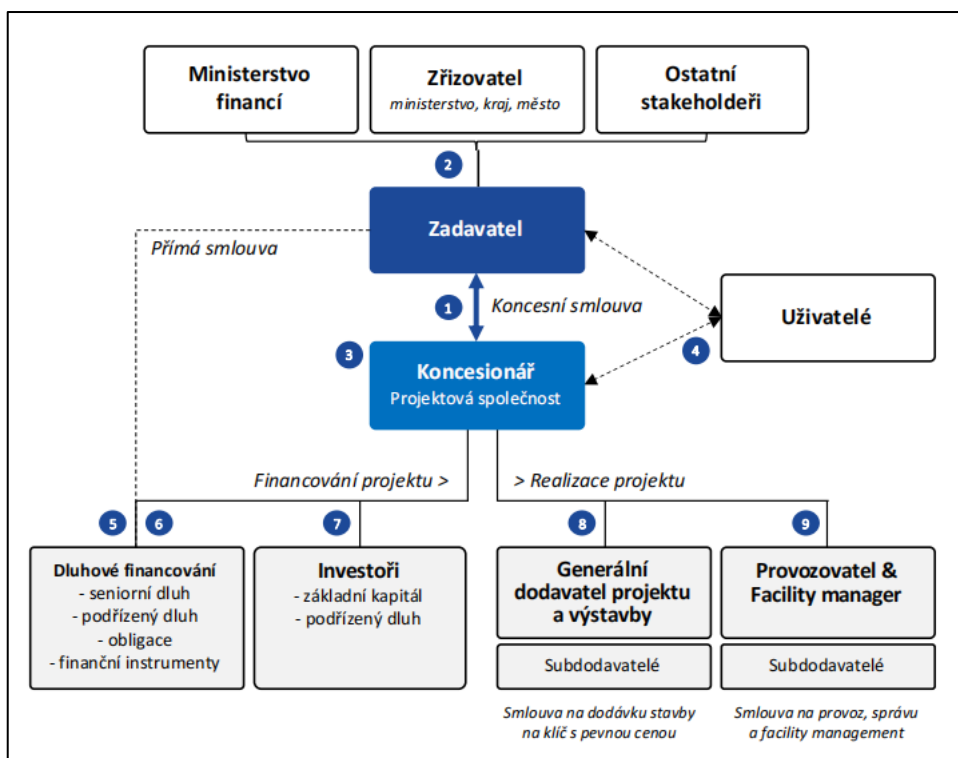 Ministerstvo
financí
Zřizovatel
ministerstvo, kraj, město
Ostatní
stakeholdeři
2
Zadavatel
Přímá smlouva
1
Koncesní smlouva
Uživatelé
3
4
Koncesionář
Projektová společnost
Financování projektu >
> Realizace projektu
5
6
7
8
9
Dluhové financování
- seniorní dluh
- podřízený dluh
- obligace
- finanční instrumenty
Investoři
- základní kapitál
- podřízený dluh
Generální
dodavatel projektu
a výstavby
Subdodavatelé
Smlouva na dodávku stavby
na klíč s pevnou cenou
Provozovatel &
Facility manager
Subdodavatelé
Smlouva na provoz, správu
a facility management